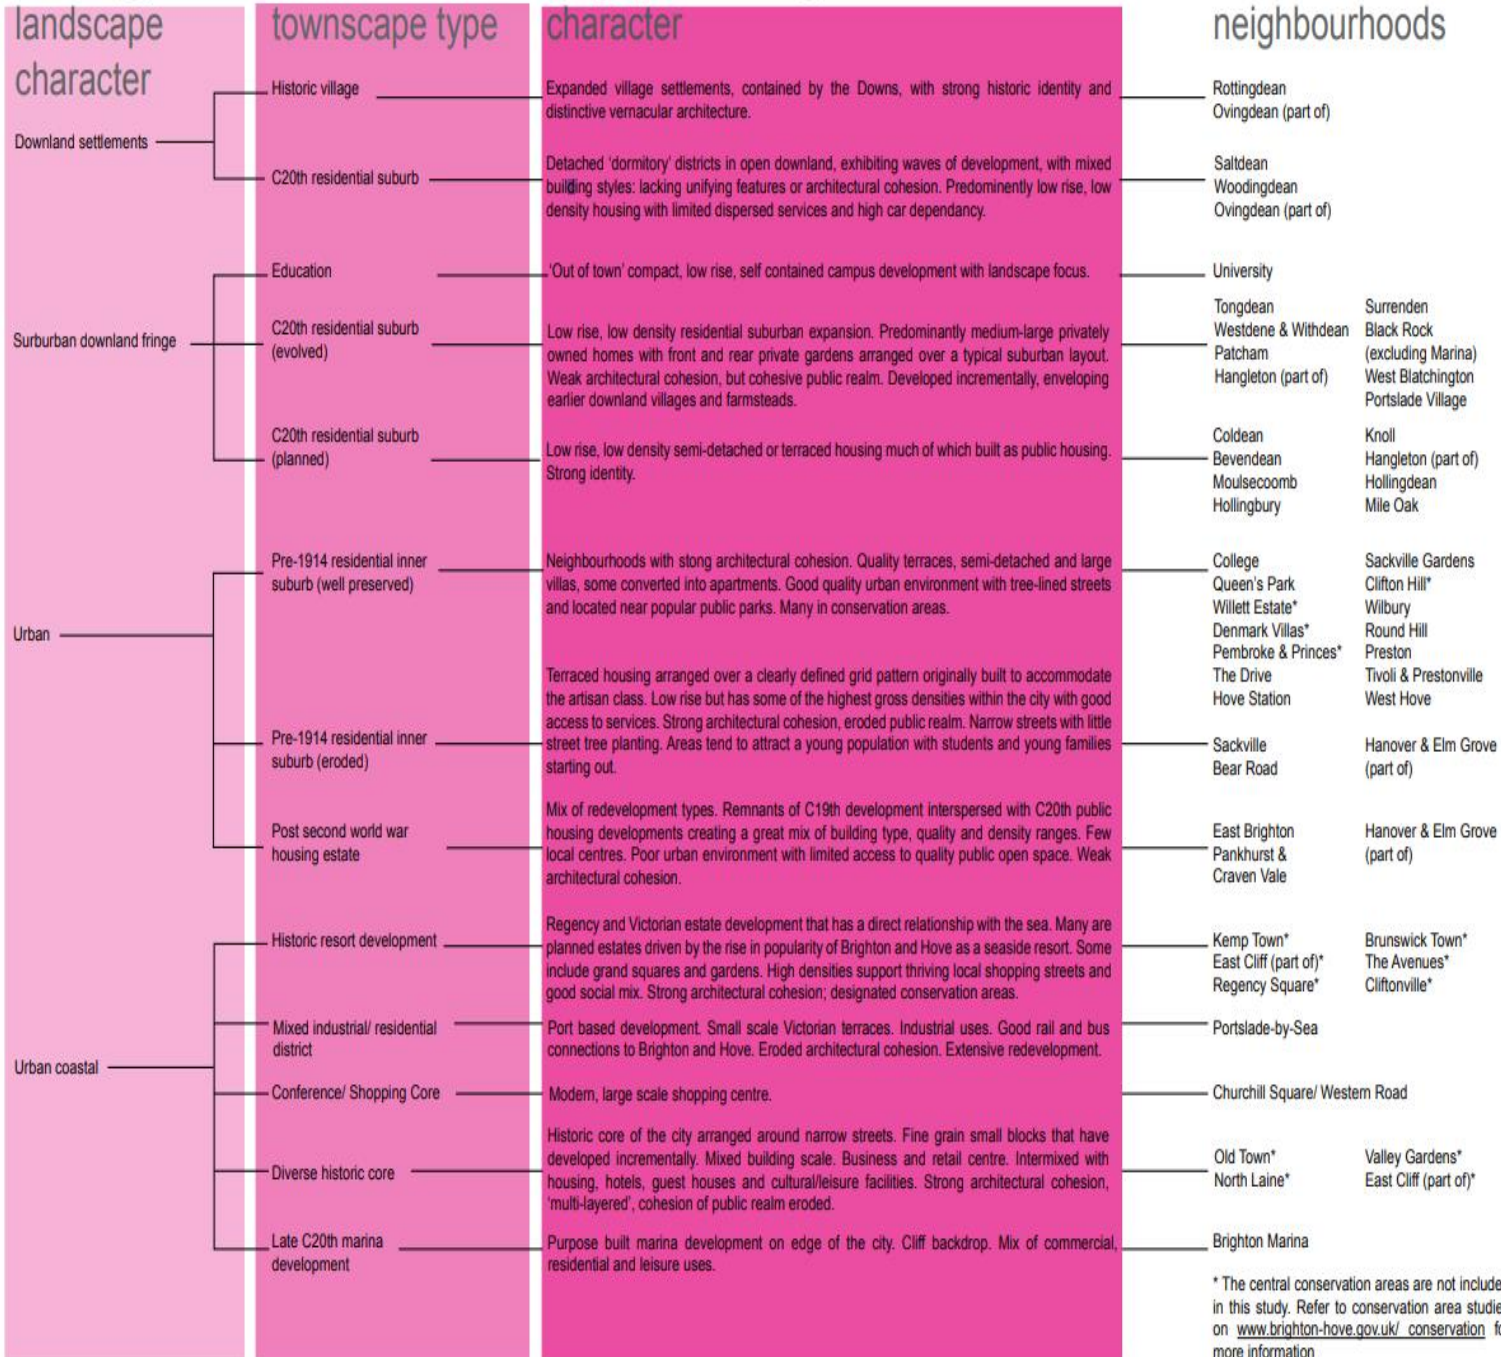 landscape
character
townscape type
character
neighbourhoods
Downland settlements
Historic village
Expanded village settlements, contained by the Downs, with strong historic identity and
distinctive vernacular architecture.
Rottingdean
Ovingdean (part of)
C20th residential suburb
Detached ‘dormitory’ districts in open downland, exhibiting waves of development, with mixed
building styles: lacking unifying features or architectural cohesion. Predominently low rise, low
density housing with limited dispersed services and high car dependancy.
Saltdean
Woodingdean
Ovingdean (part of)
Surburban downland fringe
Education
‘Out of town’ compact, low rise, self contained campus development with landscape focus.
University
C20th residential suburb
(evolved)
Low rise, low density residential suburban expansion. Predominantly medium-large privately
owned homes with front and rear private gardens arranged over a typical suburban layout.
Weak architectural cohesion, but cohesive public realm. Developed incrementally, enveloping
earlier downland villages and farmsteads.
Tongdean
Westdene & Withdean
Patcham
Hangleton (part of)
Surrenden
Black Rock
(excluding Marina)
West Blatchington
Portslade Village
C20th residential suburb
(planned)
Low rise, low density semi-detached or terraced housing much of which built as public housing.
Strong identity.
Coldean
Bevendean
Moulsecoomb
Hollingbury
Knoll
Hangleton (part of)
Hollingdean
Mile Oak
Urban
Pre-1914 residential inner
suburb (well preserved)
Neighbourhoods with stong architectural cohesion. Quality terraces, semi-detached and large
villas, some converted into apartments. Good quality urban environment with tree-lined streets
and located near popular public parks. Many in conservation areas.
College
Queen’s Park
Willett Estate*
Denmark Villas*
Pembroke & Princes*
The Drive
Hove Station
Sackville Gardens
Clifton Hill*
Wilbury
Round Hill
Preston
Tivoli & Prestonville
West Hove
Pre-1914 residential inner
suburb (eroded)
Terraced housing arranged over a clearly defined grid pattern originally built to accommodate
the artisan class. Low rise but has some of the highest gross densities within the city with good
access to services. Strong architectural cohesion, eroded public realm. Narrow streets with little
street tree planting. Areas tend to attract a young population with students and young families
starting out.
Sackville
Bear Road
Hanover & Elm Grove
(part of)
Post second world war
housing estate
Mix of redevelopment types. Remnants of C19th development interspersed with C20th public
housing developments creating a great mix of building type, quality and density ranges. Few
local centres. Poor urban environment with limited access to quality public open space. Weak
architectural cohesion.
East Brighton
Pankhurst &
Craven Vale
Hanover & Elm Grove
(part of)
Urban coastal
Historic resort development
Regency and Victorian estate development that has a direct relationship with the sea. Many are
planned estates driven by the rise in popularity of Brighton and Hove as a seaside resort. Some
include grand squares and gardens. High densities support thriving local shopping streets and
good social mix. Strong architectural cohesion; designated conservation areas.
Kemp Town*
East Cliff (part of)*
Regency Square*
Brunswick Town*
The Avenues*
Cliftonville*
Mixed industrial/ residential
district
Port based development. Small scale Victorian terraces. Industrial uses. Good rail and bus
connections to Brighton and Hove. Eroded architectural cohesion. Extensive redevelopment.
Portslade-by-Sea
Conference/ Shopping Core
Modern, large scale shopping centre.
Churchill Square/ Western Road
Diverse historic core
Historic core of the city arranged around narrow streets. Fine grain small blocks that have
developed incrementally. Mixed building scale. Business and retail centre. Intermixed with
housing, hotels, guest houses and cultural/leisure facilities. Strong architectural cohesion,
‘multi-layered’, cohesion of public realm eroded.
Old Town*
North Laine*
Valley Gardens*
East Cliff (part of)*
Late C20th marina
development
Purpose built marina development on edge of the city. Cliff backdrop. Mix of commercial,
residential and leisure uses.
Brighton Marina
* The central conservation areas are not include
in this study. Refer to conservation area studie
on www.brighton-hove.gov.uk/ conservation fo
more information